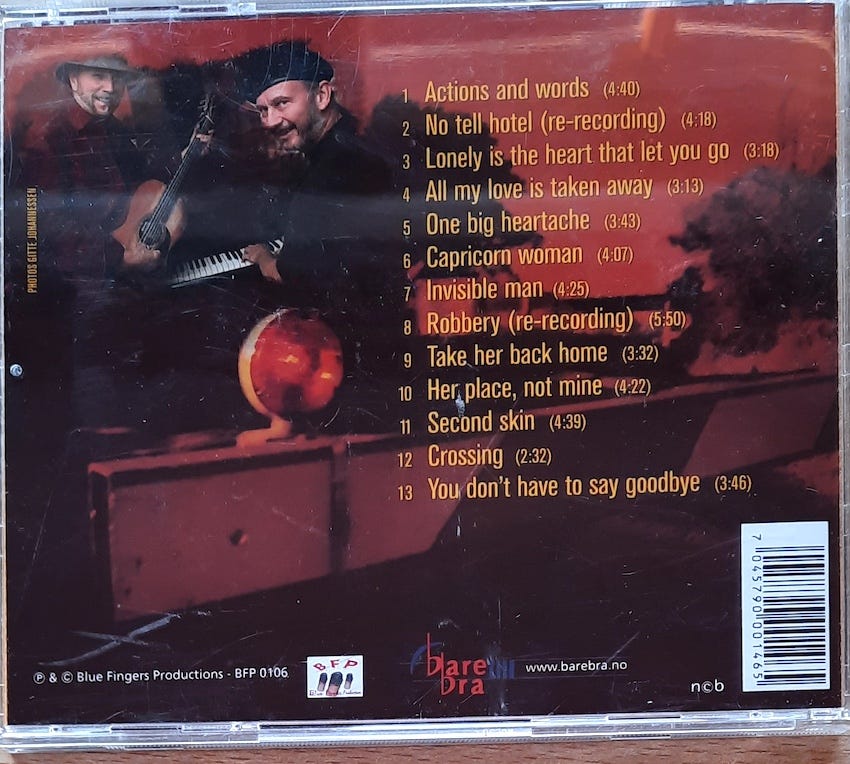 1 Actions and words (4:40)
2 No tell hotel (re-recording) (4:18)
3 Lonely is the heart that let you go (3:18)
4 All my love is taken away (3:13)
5 One big heartache (3:43)
6 Capricorn woman (4:07)
7 Invisible man (4:25)
8 Robbery (re-recording) (5:50)
9 Take her back home (3:32)
10 Her place, not mine (4:22)
11 Second skin (4:39)
12 Crossing (2:32)
13 You don't have to say goodbye (3:46)
PHOTOS GITTE JOHANNESSEN
℗ & © Blue Fingers Productions - BFP 0106
BFP
bare
bra
www.barebra.no
n©b
7 045790 001465